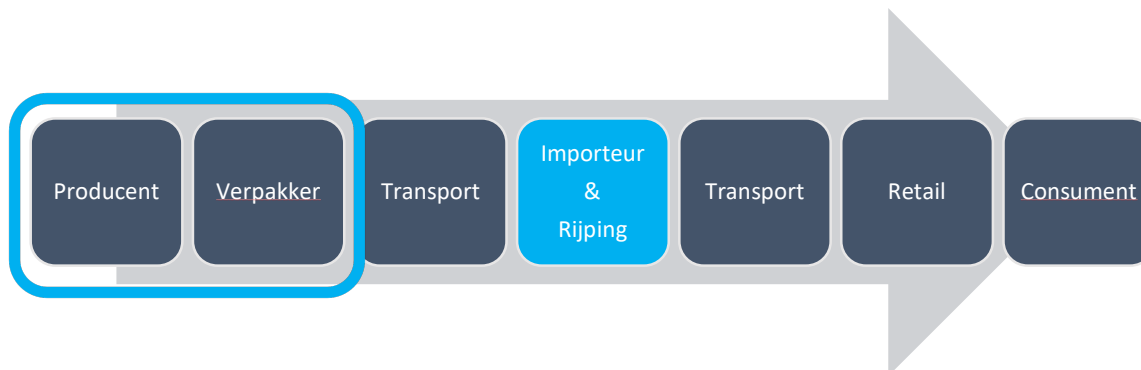 Producent
Verpakker
Transport
Importeur
&
Rijping
Transport
Retail
Consument